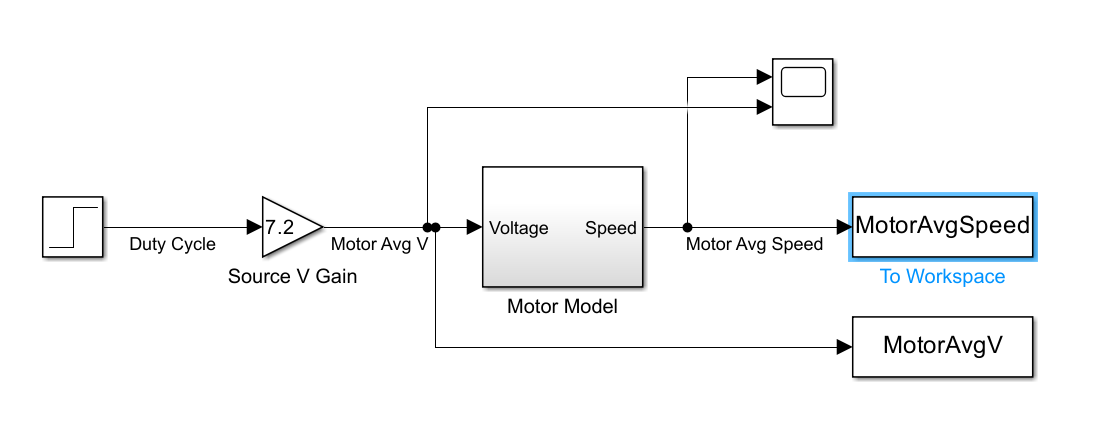 MotorAvgSpeed
7.2
Voltage
Speed
Duty Cycle
Motor Avg V
Motor Avg Speed
Source V Gain
To Workspace
Motor Model
MotorAvgV